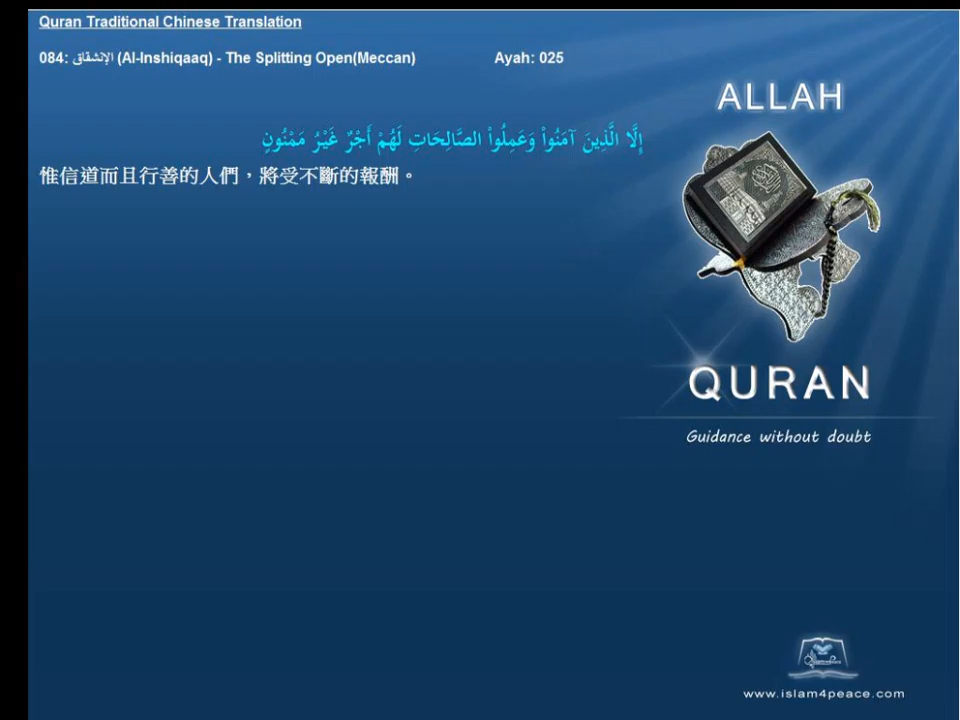 Quran Traditional Chinese Translation
084: الإنشقاق (Al-Inshiqaaq) - The Splitting Open(Meccan) Ayah: 025
إِلَّا الَّذِينَ آمَنُواْ وَعَمِلُواْ الصَّالِحَاتِ لَهُمْ أَجْرٌ غَيْرُ مَمْنُونٍ
惟信道而且行善的人們，將受不斷的報酬。
ALLAH
QURAN
Guidance without doubt
www.islam4peace.com